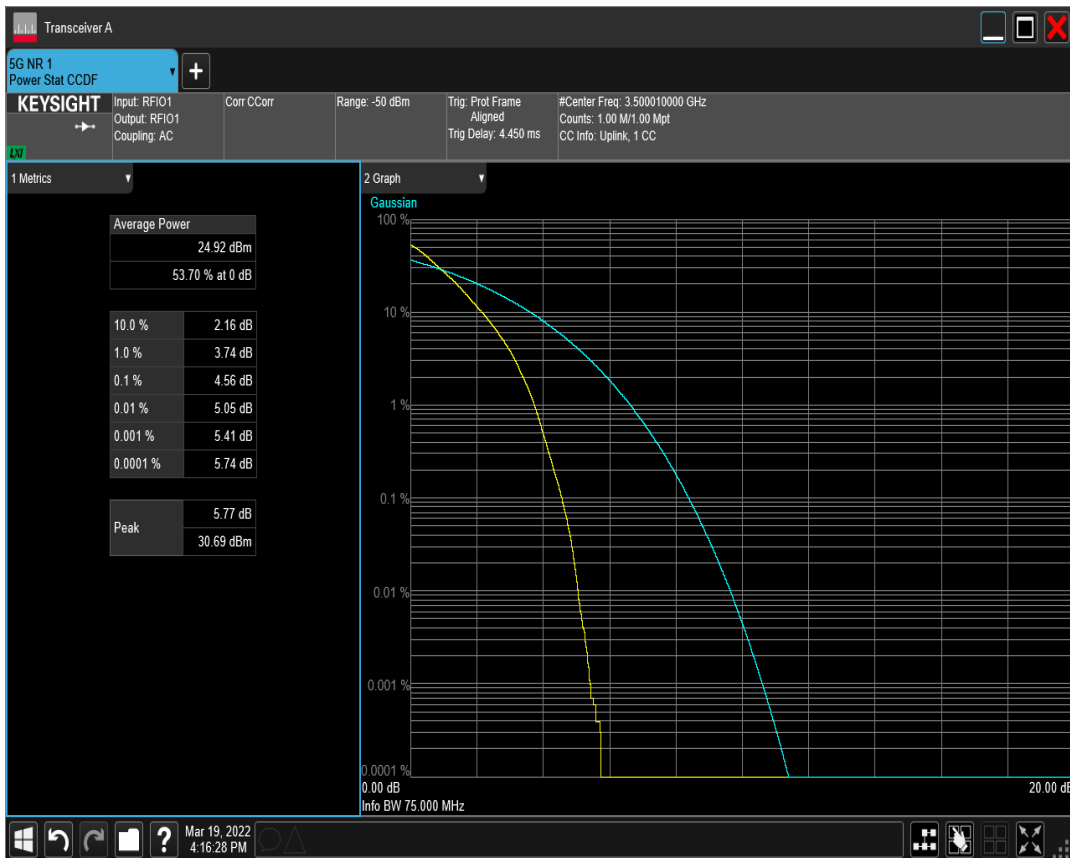 Transceiver A
5G NR 1
Power Stat CCDF
KEYSIGHT
LXI
Input: RFIO1
Output: RFIO1
Coupling: AC
Corr CCorr
Range: -50 dBm
Trig: Prot Frame
Aligned
Trig Delay: 4.450 ms
#Center Freq: 3.500010000 GHz
Counts: 1.00 M/1.00 Mpt
CC Info: Uplink, 1 CC
1 Metrics
Average Power
24.92 dBm
53.70 % at 0 dB
10.0 % 2.16 dB
1.0 % 3.74 dB
0.1 % 4.56 dB
0.01 % 5.05 dB
0.001 % 5.41 dB
0.0001 % 5.74 dB
Peak 5.77 dB
30.69 dBm
2 Graph
Gaussian
100 %
10 %
1 %
0.1 %
0.01 %
0.001 %
0.0001 %
0.00 dB 20.00 dB
Info BW 75.000 MHz
Mar 19, 2022
4:16:28 PM